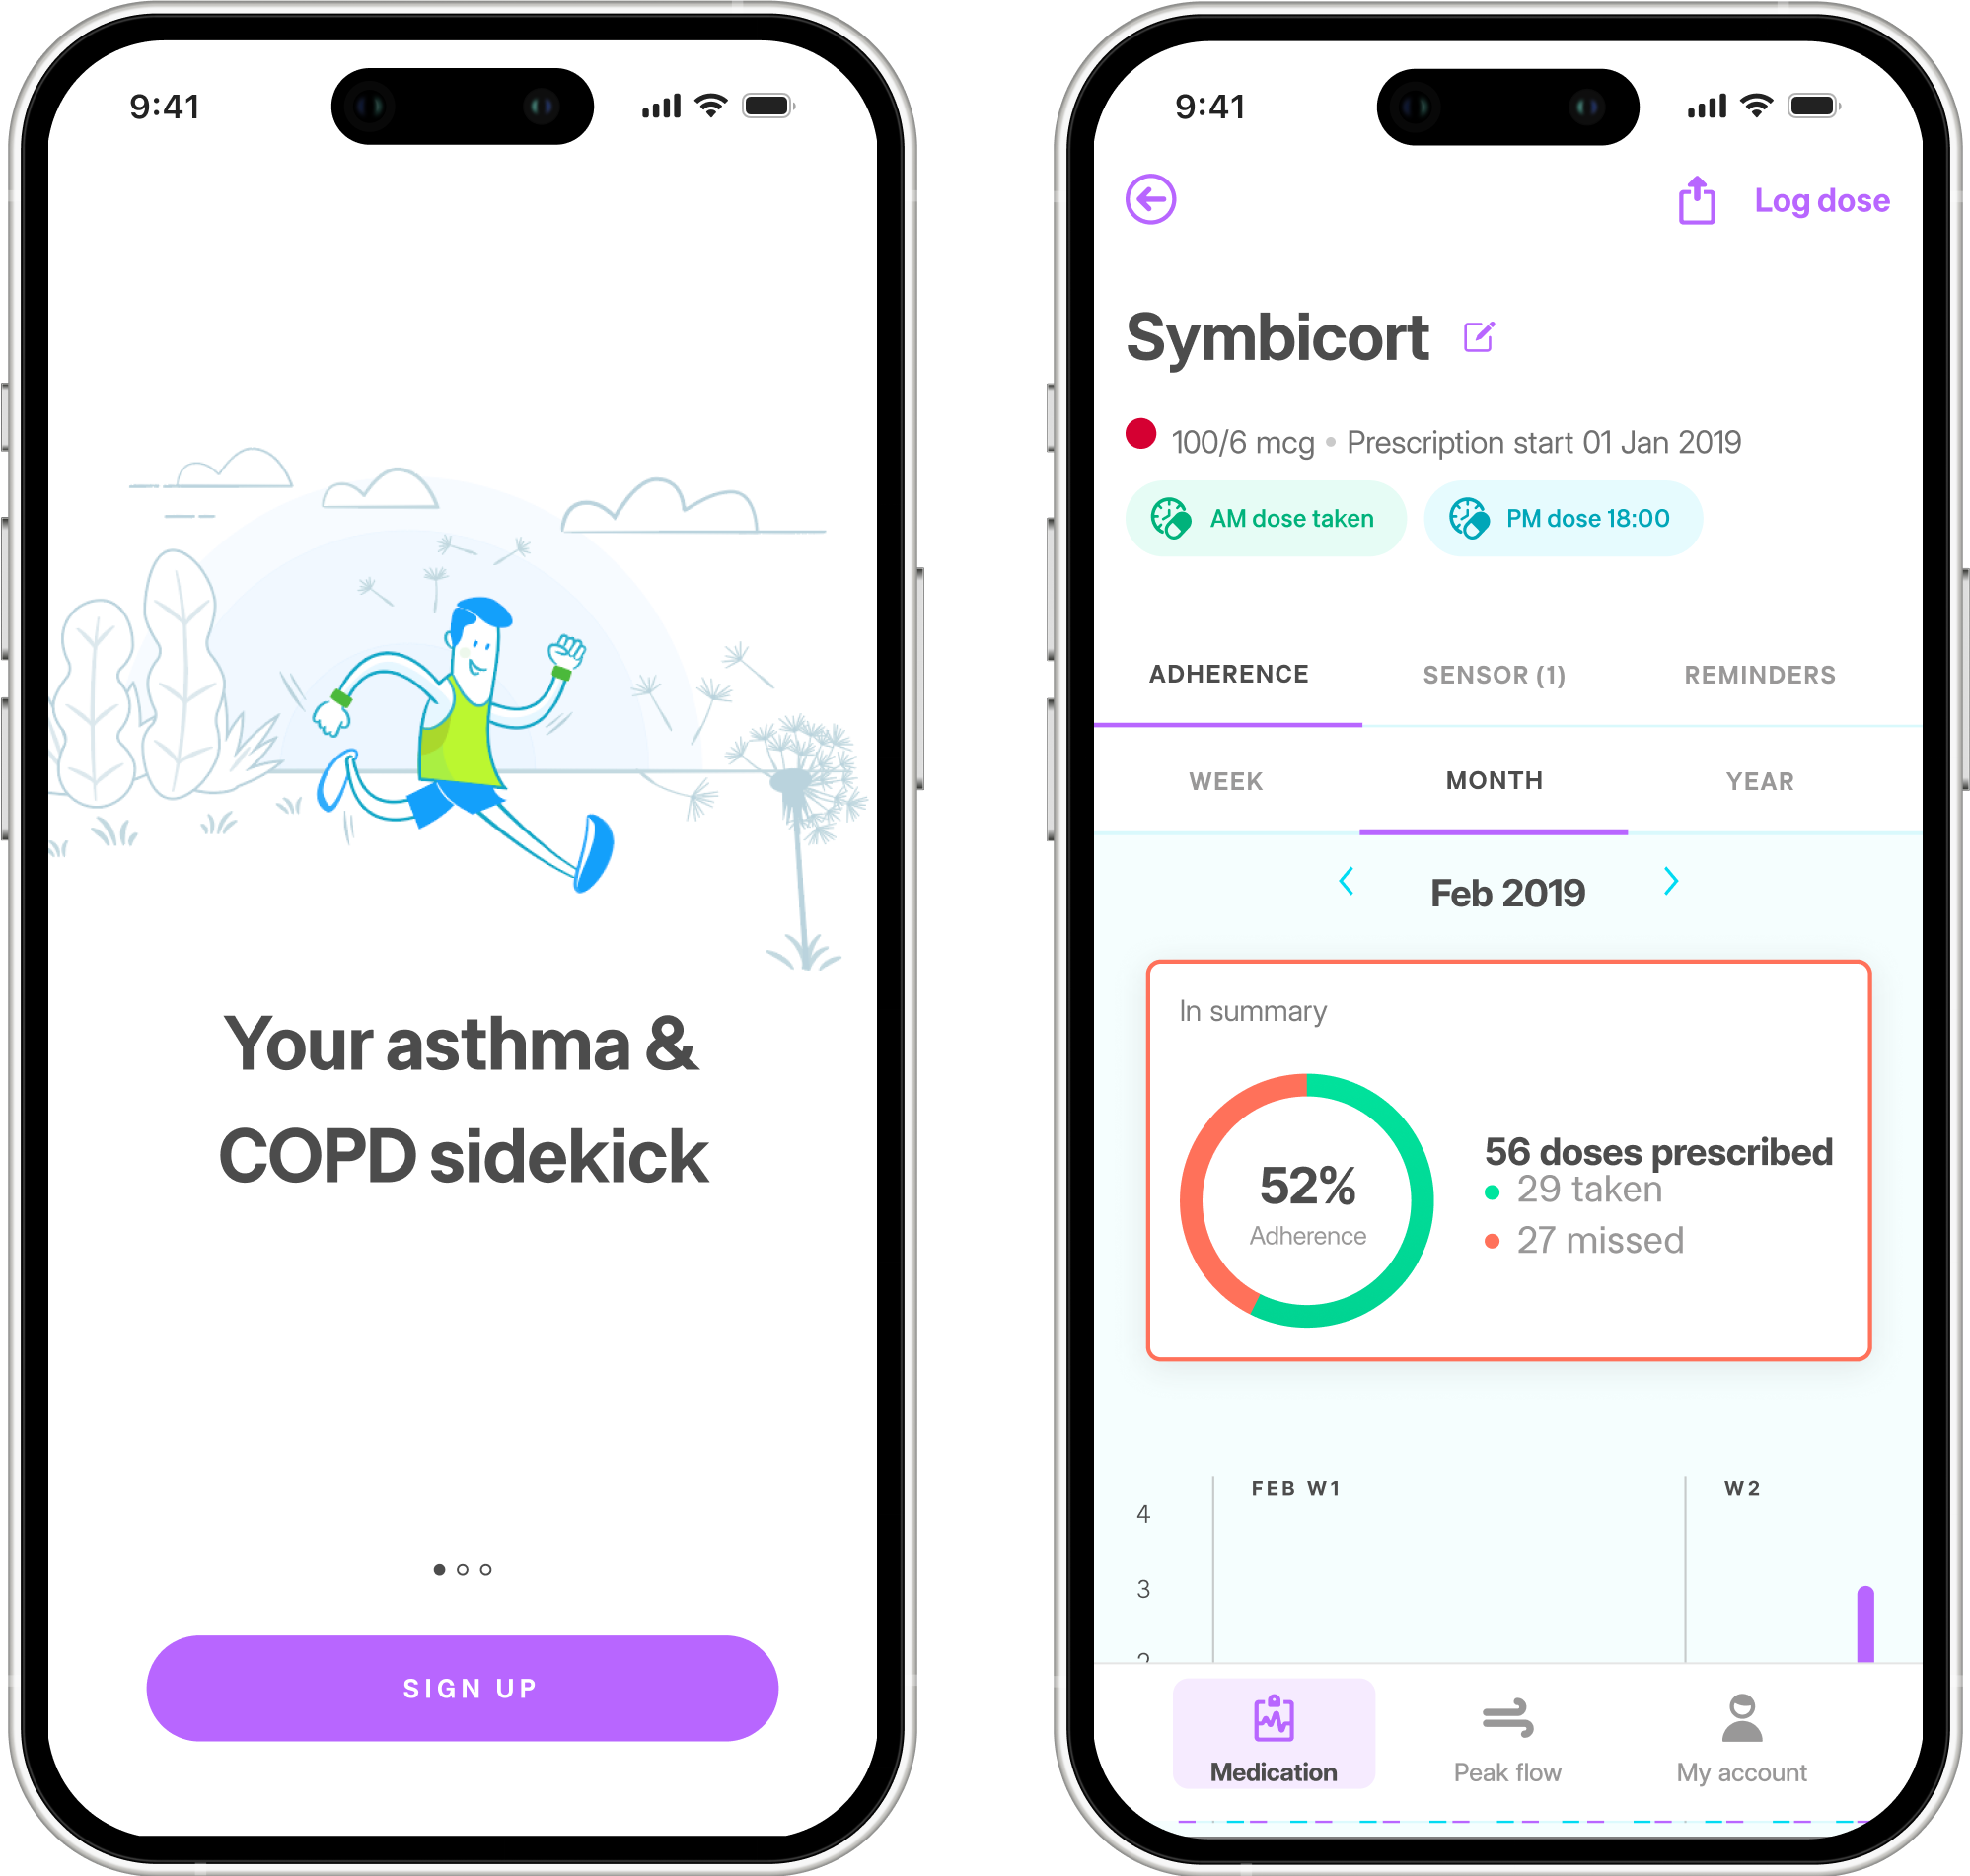 9:41
Your asthma &
COPD sidekick
SIGN UP
9:41
Log dose
Symbicort
100/6 mcg • Prescription start 01 Jan 2019
AM dose taken
PM dose 18:00
ADHERENCE
SENSOR (1)
REMINDERS
WEEK
MONTH
YEAR
Feb 2019
In summary
52%
Adherence
56 doses prescribed
29 taken
27 missed
FEB W1
W2
4
3
Medication
Peak flow
My account